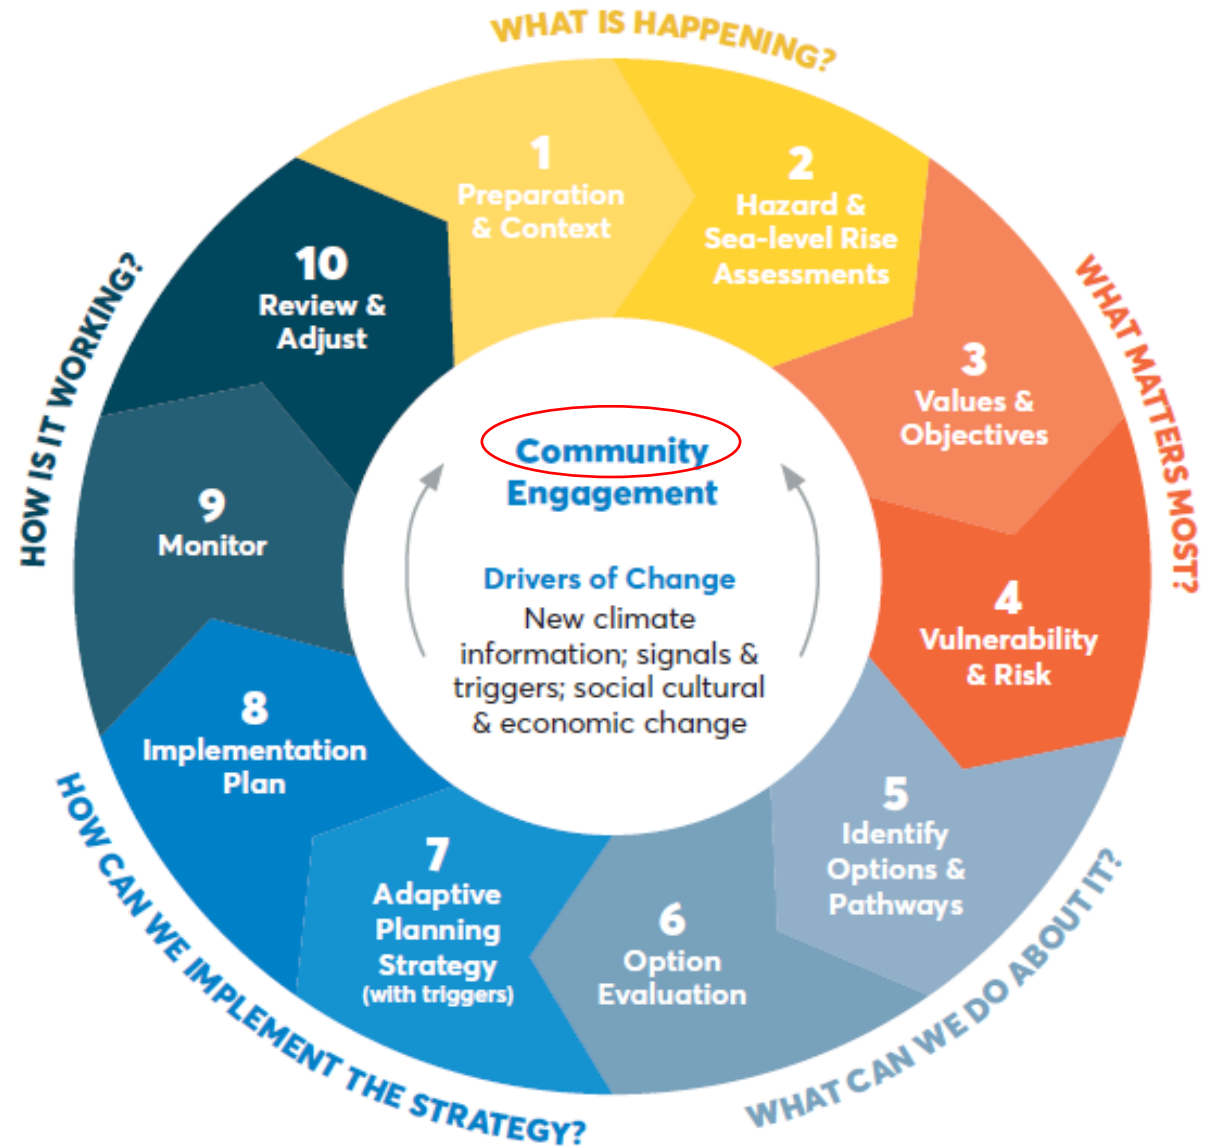 WHAT IS HAPPENING?
1
Preparation
& Context
2
Hazard &
Sea-level Rise
Assessments
WHAT MATTERS MOST?
3
Values &
Objectives
4
Vulnerability
& Risk
WHAT CAN WE DO ABOUT IT?
5
Identify
Options &
Pathways
6
Option
Evaluation
HOW CAN WE IMPLEMENT THE STRATEGY?
7
Adaptive
Planning
Strategy
(with triggers)
8
Implementation
Plan
HOW IS IT WORKING?
9
Monitor
10
Review &
Adjust
Community
Engagement
Drivers of Change
New climate
information; signals &
triggers; social cultural
& economic change